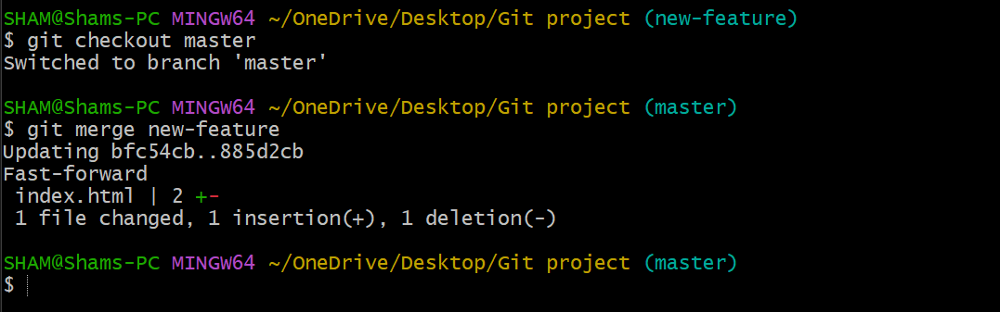 SHAM@Shams-PC MINGW64 ~/OneDrive/Desktop/Git project (new-feature)
$ git checkout master
Switched to branch 'master'
SHAM@Shams-PC MINGW64 ~/OneDrive/Desktop/Git project (master)
$ git merge new-feature
Updating bfc54cb..885d2cb
Fast-forward
 index.html | 2 +-
 1 file changed, 1 insertion(+), 1 deletion(-)
SHAM@Shams-PC MINGW64 ~/OneDrive/Desktop/Git project (master)
$